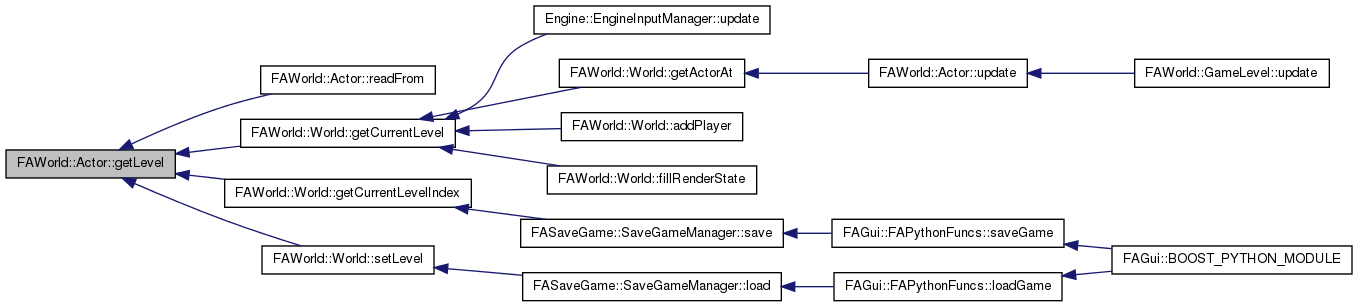 Engine::EngineInputManager::update
FAWorld::Actor::readFrom
FAWorld::World::getActorAt
FAWorld::Actor::update
FAWorld::GameLevel::update
FAWorld::World::getCurrentLevel
FAWorld::World::addPlayer
FAWorld::Actor::getLevel
FAWorld::World::fillRenderState
FAWorld::World::getCurrentLevelIndex
FASaveGame::SaveGameManager::save
FAGui::FAPythonFuncs::saveGame
FAWorld::World::setLevel
FAGui::BOOST_PYTHON_MODULE
FASaveGame::SaveGameManager::load
FAGui::FAPythonFuncs::loadGame